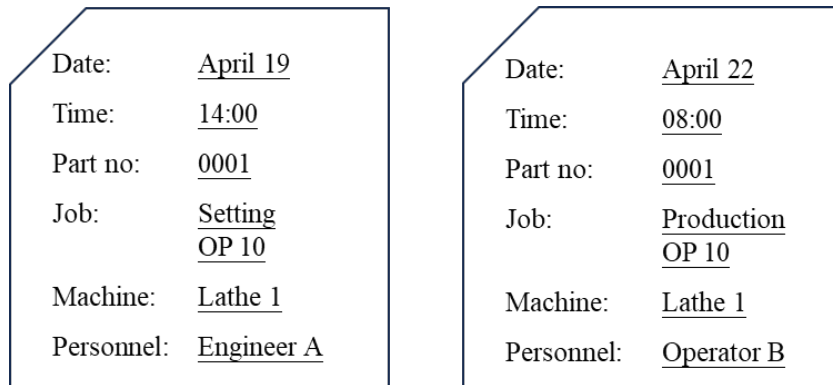 Date: April 19
Time: 14:00
Part no: 0001
Job: Setting
OP 10
Machine: Lathe 1
Personnel: Engineer A
Date: April 22
Time: 08:00
Part no: 0001
Job: Production
OP 10
Machine: Lathe 1
Personnel: Operator B